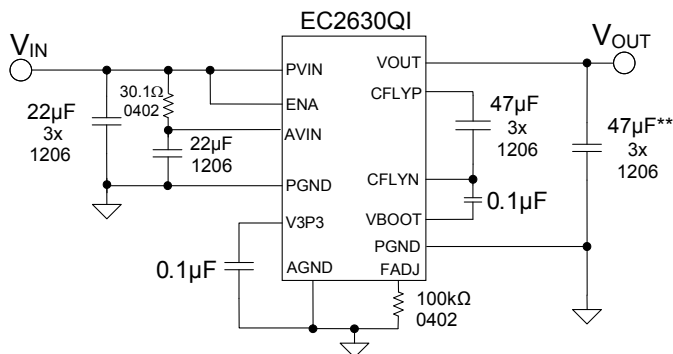 EC2630QI
VIN
VOUT
PVIN
VOUT
30.1Ω
0402
ENA
CFLYP
22µF
3x
1206
47µF
3x
1206
47µF**
3x
1206
AVIN
22µF
1206
PGND
CFLYN
0.1µF
V3P3
VBOOT
PGND
0.1µF
AGND
FADJ
100kΩ
0402